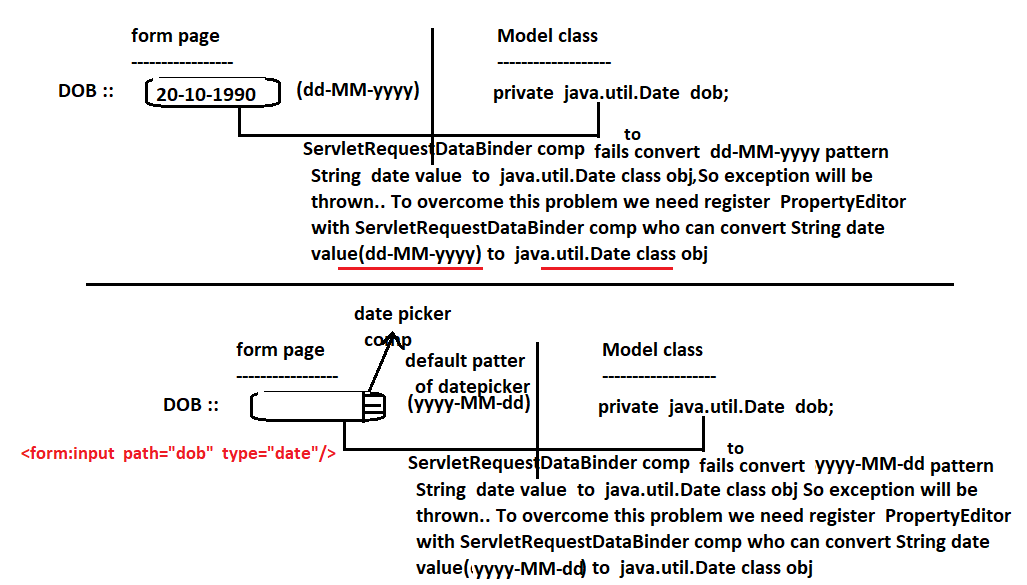 form page Model class
----------------- -------------------
DOB :: 20-10-1990 (dd-MM-yyyy) private java.util.Date dob;
to
ServletRequestDataBinder comp fails convert dd-MM-yyyy pattern
String date value to java.util.Date class obj,So exception will be
thrown.. To overcome this problem we need register PropertyEditor
with ServletRequestDataBinder comp who can convert String date
value(dd-MM-yyyy) to java.util.Date class obj
date picker
comp
form page Model class
default patter
----------------- -------------------
of datepicker
DOB :: (yyyy-MM-dd) private java.util.Date dob;
<form:input path="dob" type="date"/>
to
ServletRequestDataBinder comp fails convert yyyy-MM-dd pattern
String date value to java.util.Date class obj So exception will be
thrown.. To overcome this problem we need register PropertyEditor
with ServletRequestDataBinder comp who can convert String date
value(yyyy-MM-dd) to java.util.Date class obj